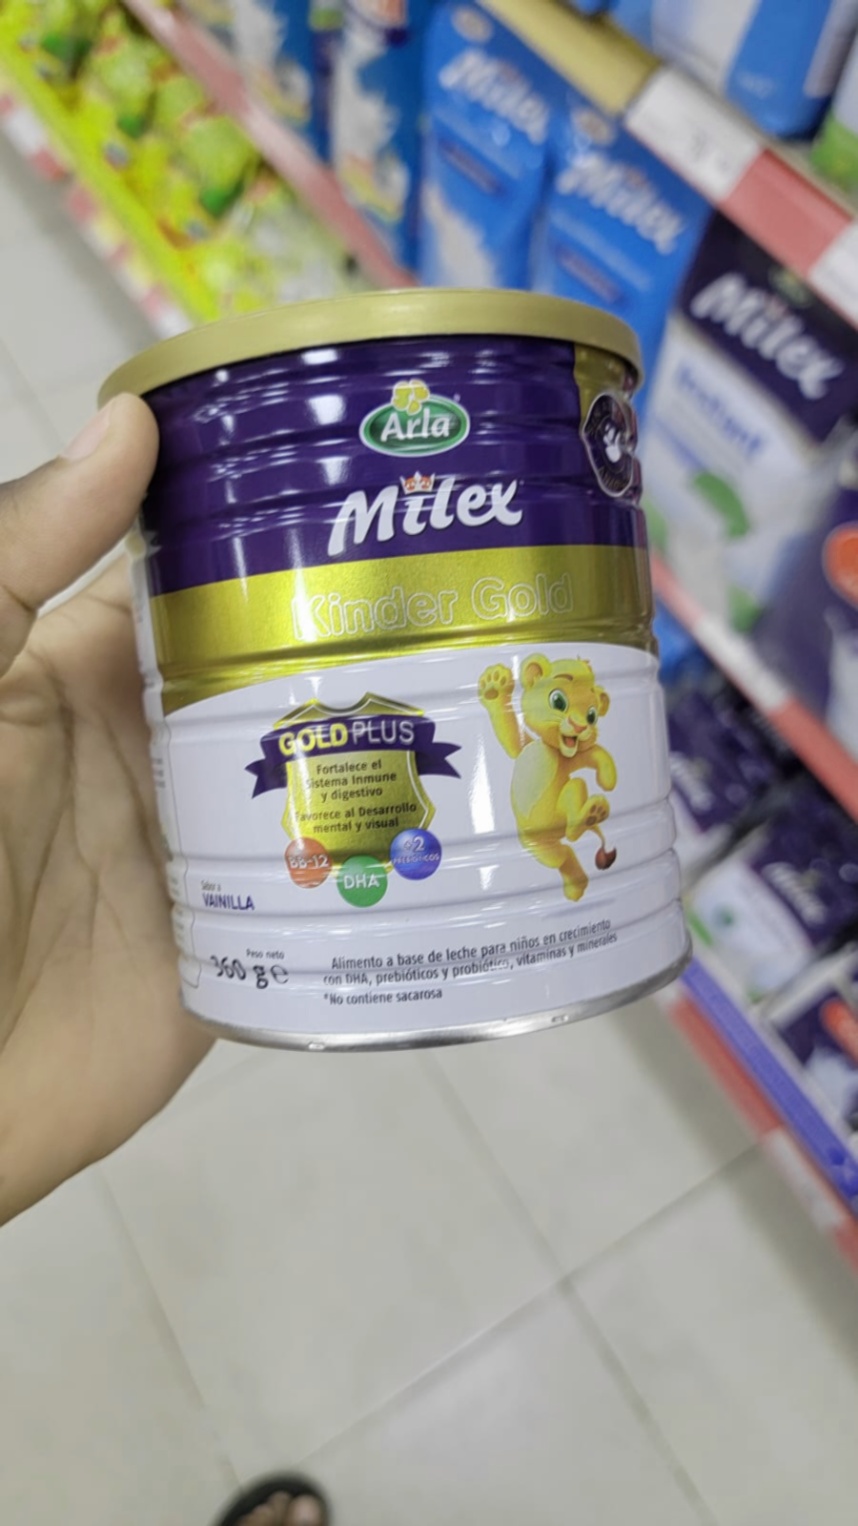 Milex
Milex
Milex
Arla
Milex
Kinder Gold
GOLD PLUS
Fortalece el
Sistema Inmune
y digestivo
Favorece al Desarrollo
mental y visual
BB-12
DHA
PREBIÓTICOS
Sabor a
VAINILLA
Peso neto
360 g e
Alimento a base de leche para niños en crecimiento
con DHA, prebióticos y probiótico, vitaminas y minerales
*No contiene sacarosa